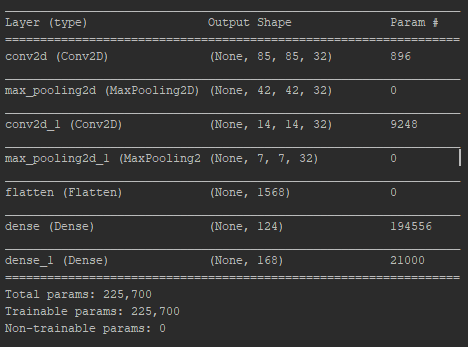 Layer (type) Output Shape Param #
conv2d (Conv2D) (None, 85, 85, 32) 896
max_pooling2d (MaxPooling2D) (None, 42, 42, 32) 0
conv2d_1 (Conv2D) (None, 14, 14, 32) 9248
max_pooling2d_1 (MaxPooling2 (None, 7, 7, 32) 0
flatten (Flatten) (None, 1568) 0
dense (Dense) (None, 124) 194556
dense_1 (Dense) (None, 168) 21000
Total params: 225,700
Trainable params: 225,700
Non-trainable params: 0